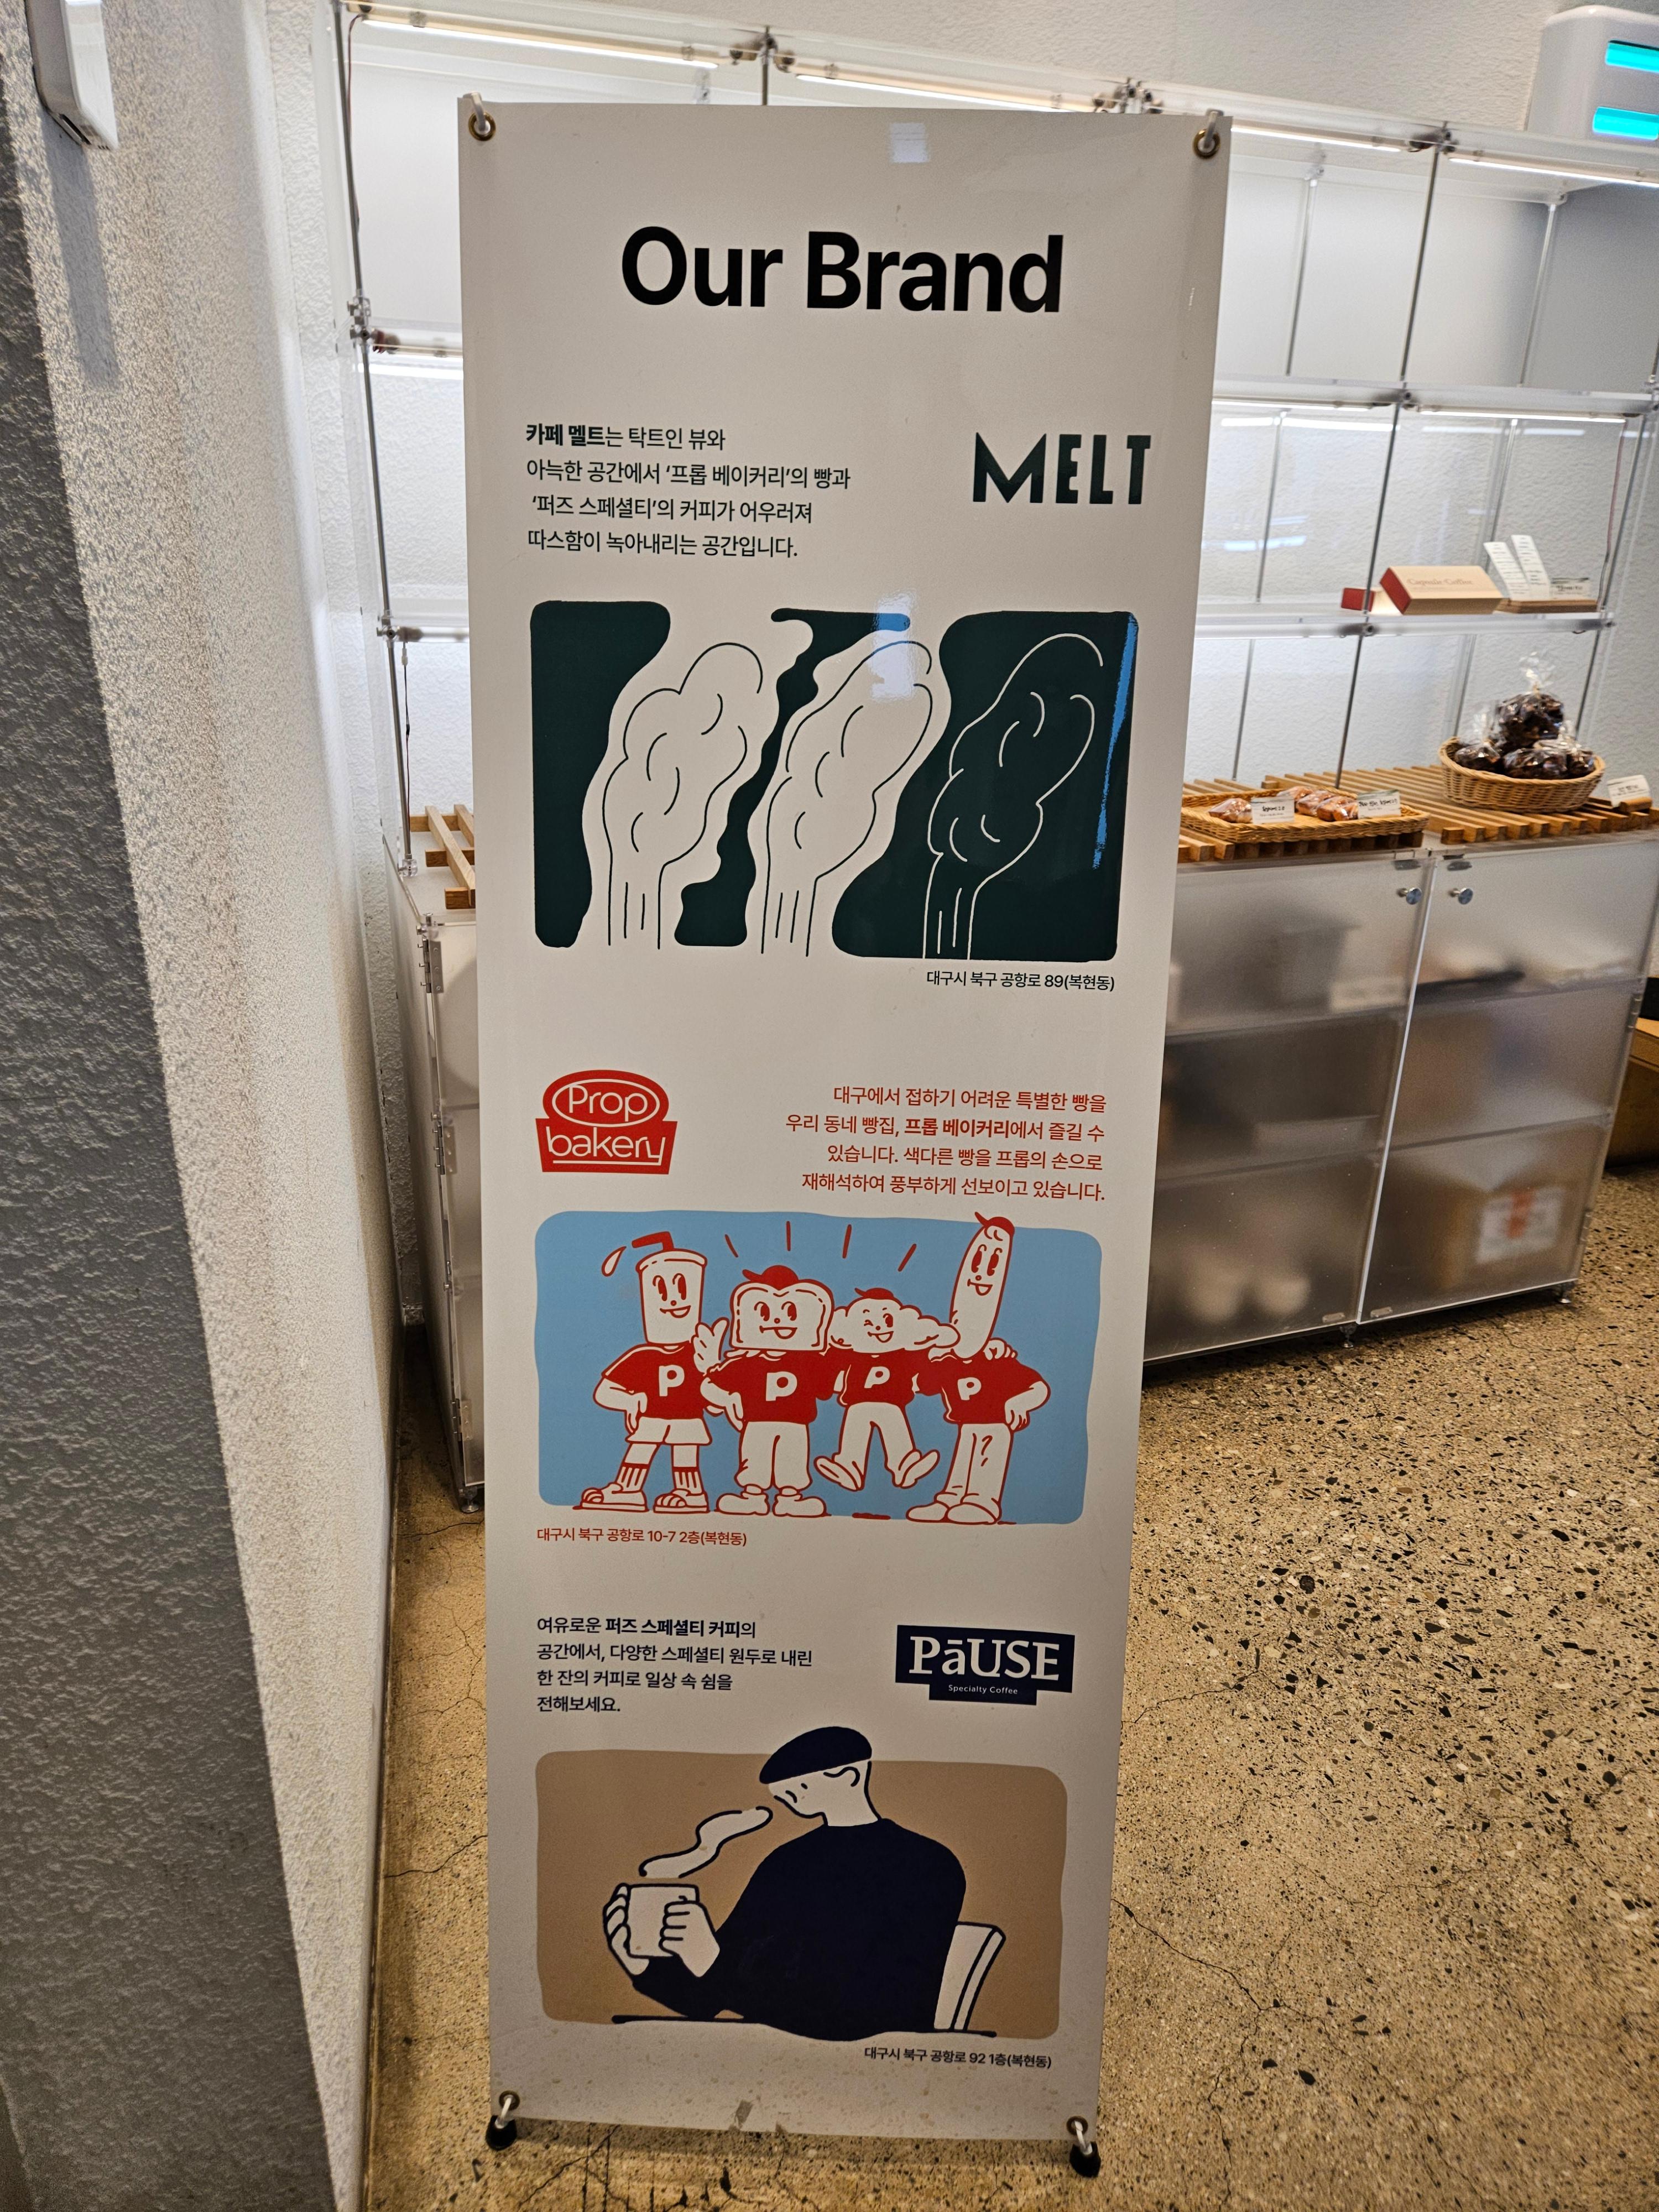 Our Brand
카페 멜트는 탁트인 뷰와
아늑한 공간에서 ‘프롭 베이커리’의 빵과
‘퍼즈 스페셜티’의 커피가 어우러져
따스함이 녹아내리는 공간입니다.
MELT
대구시 북구 공항로 89(복현동)
Prop
bakery
대구에서 접하기 어려운 특별한 빵을
우리 동네 빵집, 프롭 베이커리에서 즐길 수
있습니다. 색다른 빵을 프롭의 손으로
재해석하여 풍부하게 선보이고 있습니다.
P
P
P
P
대구시 북구 공항로 10-7 2층(복현동)
여유로운 퍼즈 스페셜티 커피의
공간에서, 다양한 스페셜티 원두로 내린
한 잔의 커피로 일상 속 쉼을
전해보세요.
PāUSE
Specialty Coffee
대구시 북구 공항로 92 1층(복현동)
Capsule Coffee